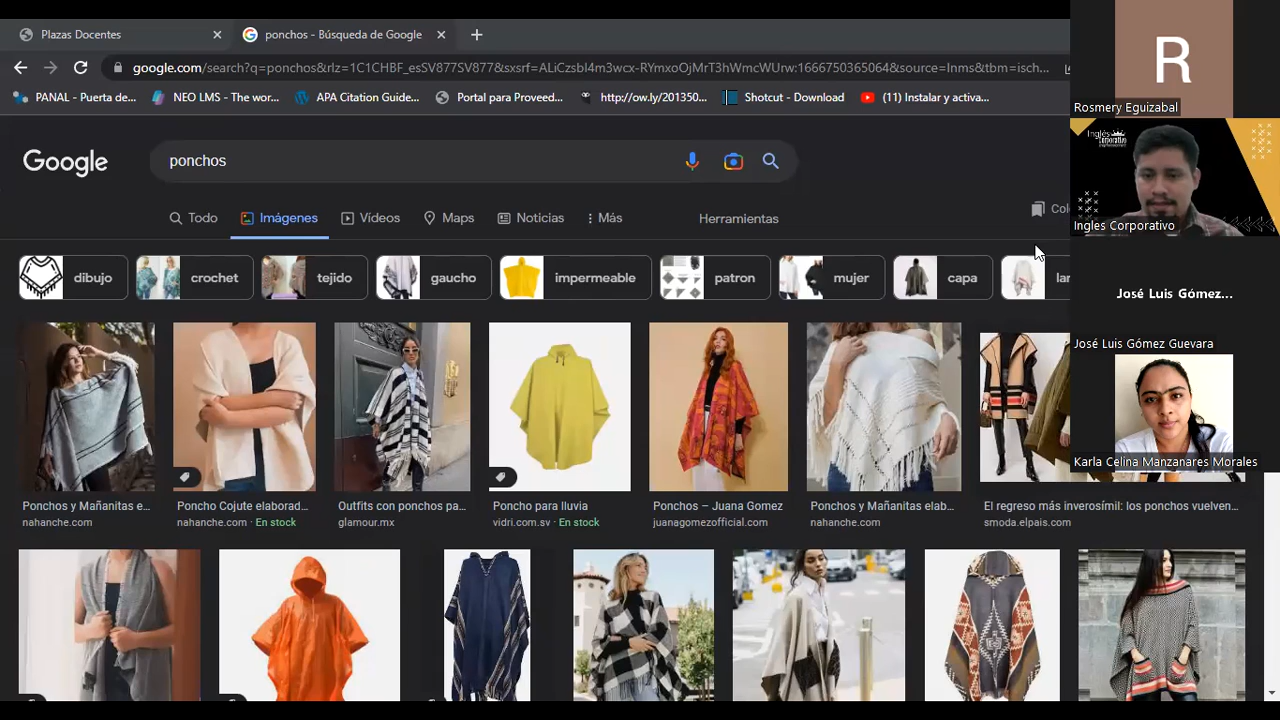 Plazas Docentes
ponchos - Búsqueda de Google
google.com/search?q=ponchos&rlz=1C1CHBF_esSV877SV877&sxsrf=ALiCzsbl4m3wcx-RYmxoOjMrT3hWmcWUrw:1666750365064&source=lnms&tbm=isch...
PANAL - Puerta de...
NEO LMS - The wor...
APA Citation Guide...
Portal para Proveed...
http://ow.ly/201350...
Shotcut - Download
(11) Instalar y activa...
Google
ponchos
Todo
Imágenes
Vídeos
Maps
Noticias
Más
Herramientas
dibujo
crochet
tejido
gaucho
impermeable
patron
mujer
capa
Ponchos y Mañanitas e...
nahanche.com
Poncho Cojute elaborad...
nahanche.com · En stock
Outfits con ponchos pa...
glamour.mx
Poncho para lluvia
vidri.com.sv · En stock
Ponchos – Juana Gomez
juanagomezofficial.com
Ponchos y Mañanitas elab...
nahanche.com
El regreso más inverosímil: los ponchos vuelven...
smoda.elpais.com
R
Rosmery Eguizabal
Inglés
Corporativo
Ingles Corporativo
José Luis Gómez...
José Luis Gómez Guevara
Karla Celina Manzanares Morales